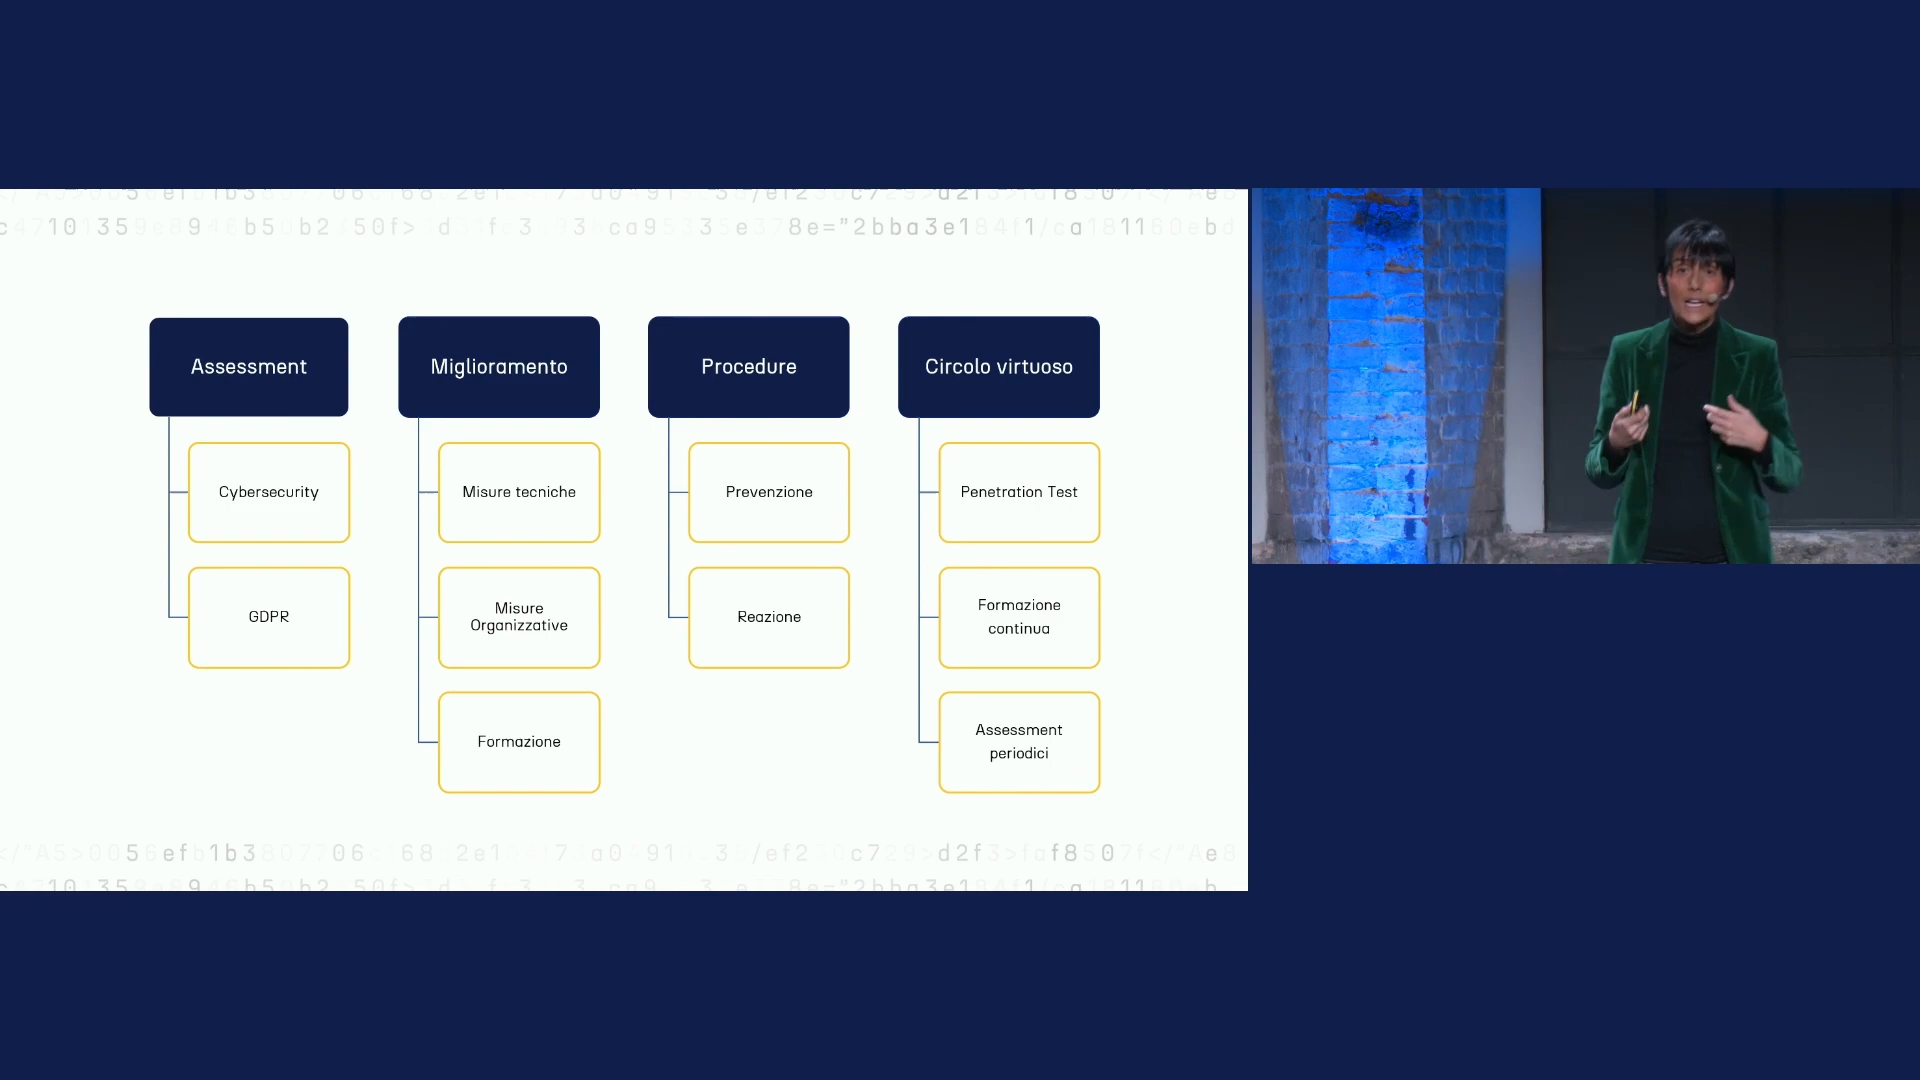 Assessment
Cybersecurity
GDPR
Miglioramento
Misure tecniche
Misure
Organizzative
Formazione
Procedure
Prevenzione
Reazione
Circolo virtuoso
Penetration Test
Formazione
continua
Assessment
periodici